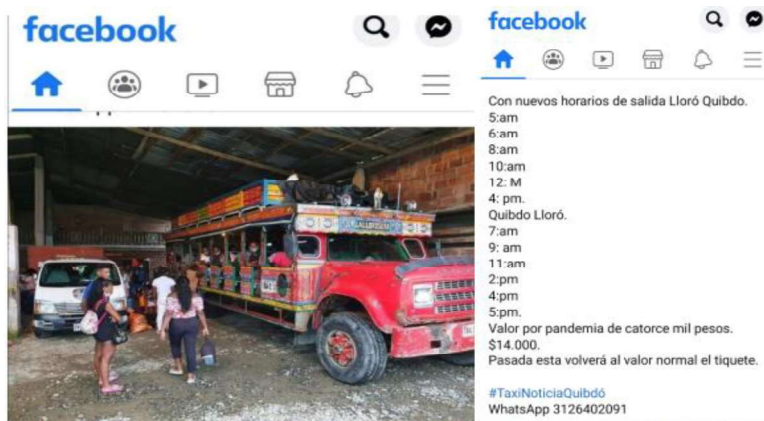 facebook
515
515
facebook
Con nuevos horarios de salida Lloró Quibdo.
5:am
6:am
8:am
10:am
12: M
4: pm.
Quibdo Lloró.
7:am
9: am
11:am
2:pm
4:pm
5:pm.
Valor por pandemia de catorce mil pesos.
$14.000.
Pasada esta volverá al valor normal el tiquete.
#TaxiNoticiaQuibdó
WhatsApp 3126402091